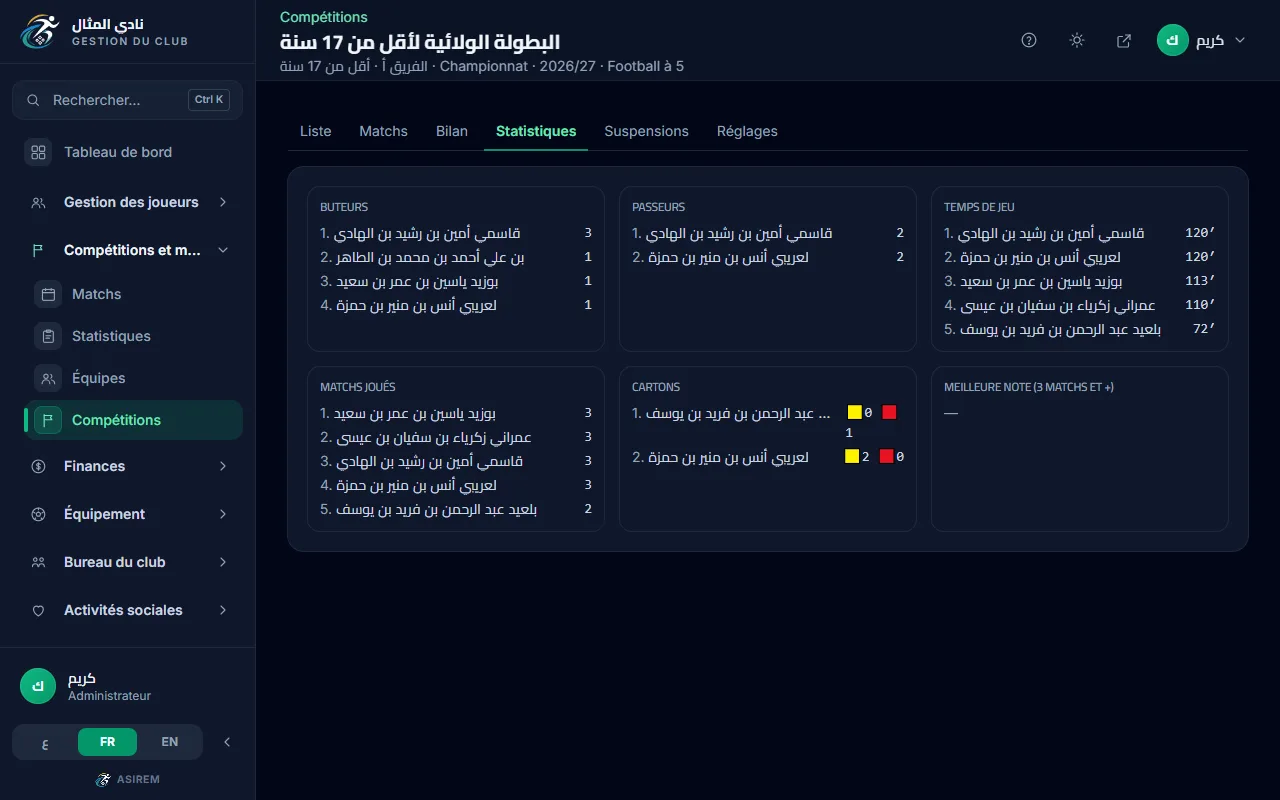 نادي المثال
GESTION DU CLUB
Rechercher...
Ctrl K
Tableau de bord
Gestion des joueurs
Compétitions et m...
Matchs
Statistiques
Équipes
Compétitions
Finances
Équipement
Bureau du club
Activités sociales
ك
كريم
Administrateur
ع
FR
EN
ASIREM
Compétitions
البطولة الولائية لأقل من 17 سنة
الفريق أ · أقل من 17 سنة · Championnat · 2026/27 · Football à 5
ك
كريم
Liste
Matchs
Bilan
Statistiques
Suspensions
Réglages
BUTEURS
1. قاسمي أمين بن رشيد بن الهادي 3
2. بن علي أحمد بن محمد بن الطاهر 1
3. بوزيد ياسين بن عمر بن سعيد 1
4. لعريبي أنس بن منير بن حمزة 1
PASSEURS
1. قاسمي أمين بن رشيد بن الهادي 2
2. لعريبي أنس بن منير بن حمزة 2
TEMPS DE JEU
1. قاسمي أمين بن رشيد بن الهادي 120′
2. لعريبي أنس بن منير بن حمزة 120′
3. بوزيد ياسين بن عمر بن سعيد 113′
4. عمراني زكرياء بن سفيان بن عيسى 110′
5. بلعيد عبد الرحمن بن فريد بن يوسف 72′
MATCHS JOUÉS
1. بوزيد ياسين بن عمر بن سعيد 3
2. عمراني زكرياء بن سفيان بن عيسى 3
3. قاسمي أمين بن رشيد بن الهادي 3
4. لعريبي أنس بن منير بن حمزة 3
5. بلعيد عبد الرحمن بن فريد بن يوسف 2
CARTONS
1. عبد الرحمن بن فريد بن يوسف ... 0
1
2. لعريبي أنس بن منير بن حمزة 2 0
MEILLEURE NOTE (3 MATCHS ET +)
—